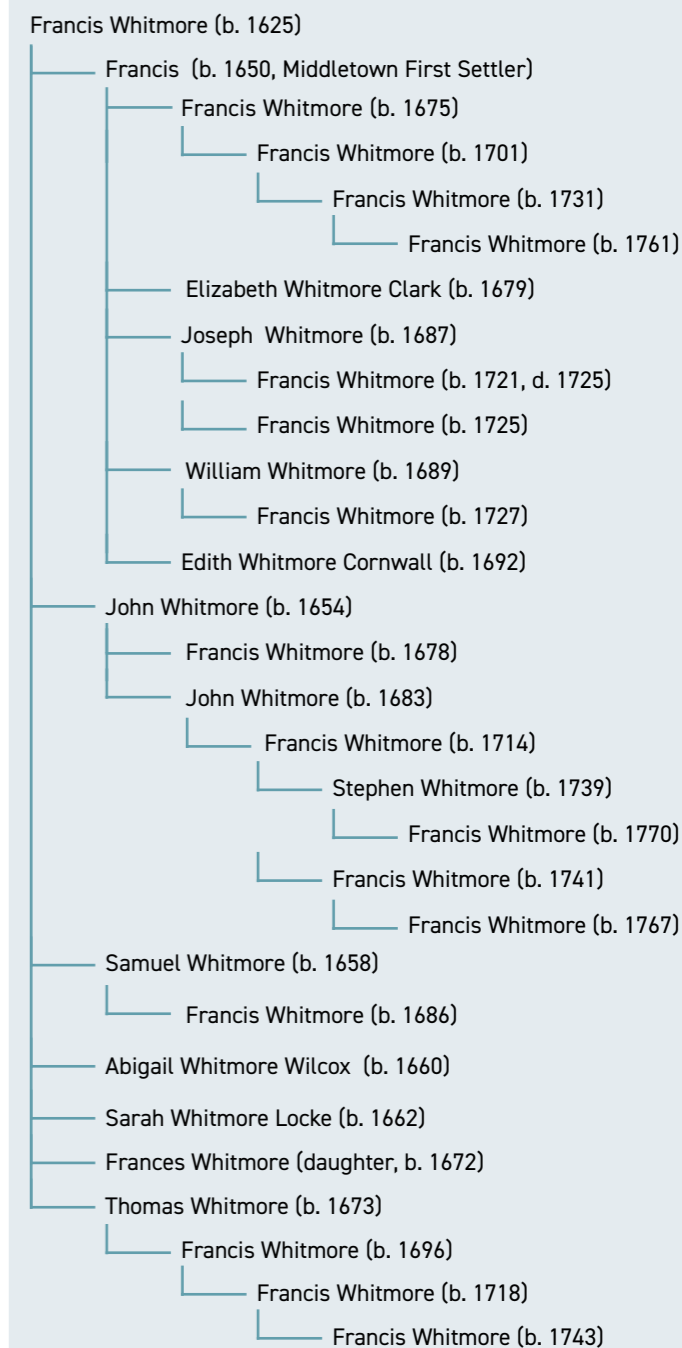 Francis Whitmore (b. 1625)
Francis (b. 1650, Middletown First Settler)
Francis Whitmore (b. 1675)
Francis Whitmore (b. 1701)
Francis Whitmore (b. 1731)
Francis Whitmore (b. 1761)
Elizabeth Whitmore Clark (b. 1679)
Joseph Whitmore (b. 1687)
Francis Whitmore (b. 1721, d. 1725)
Francis Whitmore (b. 1725)
William Whitmore (b. 1689)
Francis Whitmore (b. 1727)
Edith Whitmore Cornwall (b. 1692)
John Whitmore (b. 1654)
Francis Whitmore (b. 1678)
John Whitmore (b. 1683)
Francis Whitmore (b. 1714)
Stephen Whitmore (b. 1739)
Francis Whitmore (b. 1770)
Francis Whitmore (b. 1741)
Francis Whitmore (b. 1767)
Samuel Whitmore (b. 1658)
Francis Whitmore (b. 1686)
Abigail Whitmore Wilcox (b. 1660)
Sarah Whitmore Locke (b. 1662)
Frances Whitmore (daughter, b. 1672)
Thomas Whitmore (b. 1673)
Francis Whitmore (b. 1696)
Francis Whitmore (b. 1718)
Francis Whitmore (b. 1743)